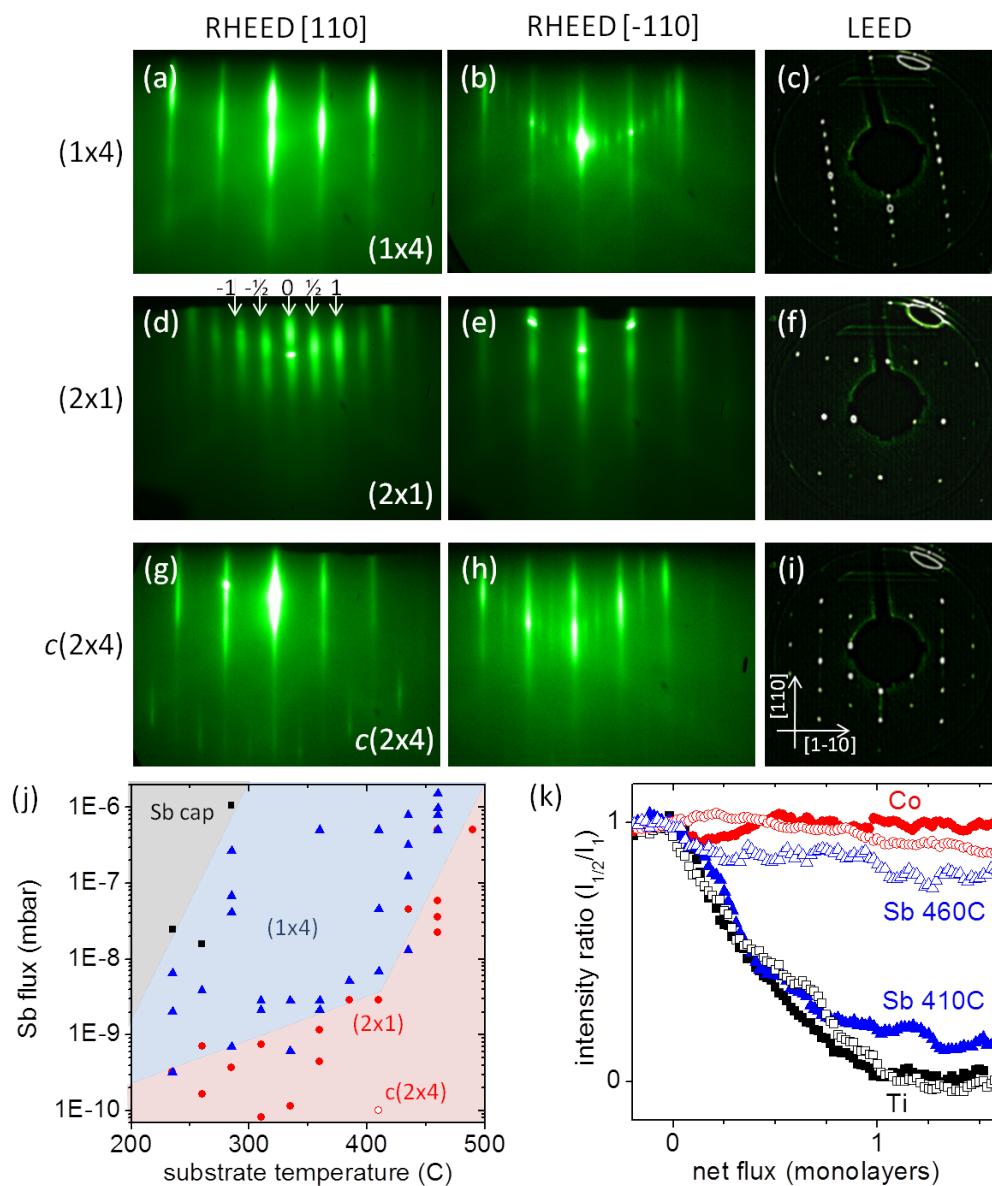 RHEED [110] RHEED [-110] LEED
(a) (b) (c)
(1x4)
(1x4)
-1 -½ 0 ½ 1
(d) (e) (f)
(2x1)
(2x1)
(g) (h) (i)
c(2x4)
[110]
[1-10]
c(2x4)
(j)
Sb flux (mbar)
1E-6
1E-7
1E-8
1E-9
1E-10
Sb cap
(1x4)
(2x1)
c(2x4)
200 300 400 500
substrate temperature (C)
(k)
intensity ratio (I1/2/I1)
1
0
Co
Sb 460C
Sb 410C
Ti
0 1
net flux (monolayers)